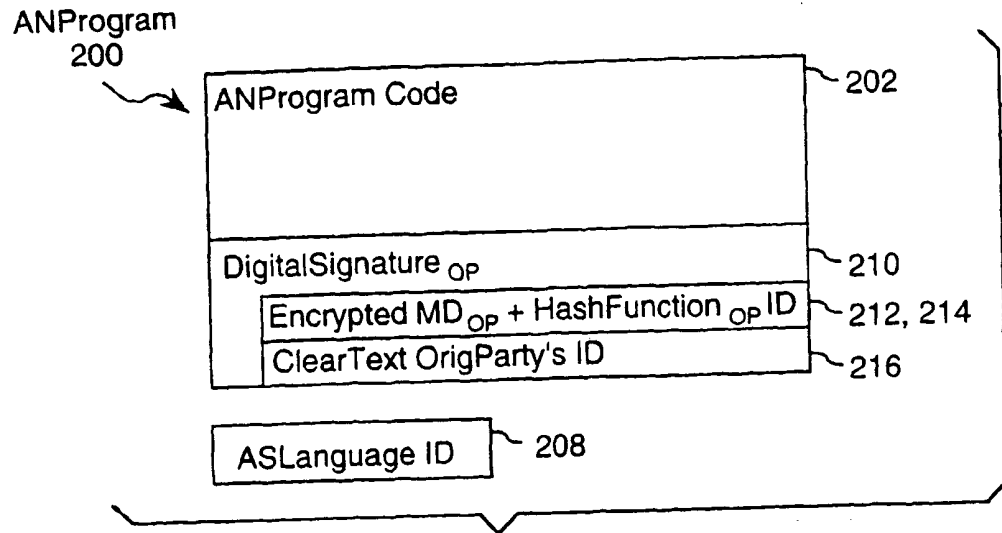 ANProgram
200
ANProgram Code
202
DigitalSignature OP
210
Encrypted MD OP + HashFunction OP ID
212, 214
ClearText OrigParty's ID
216
ASLanguage ID
208